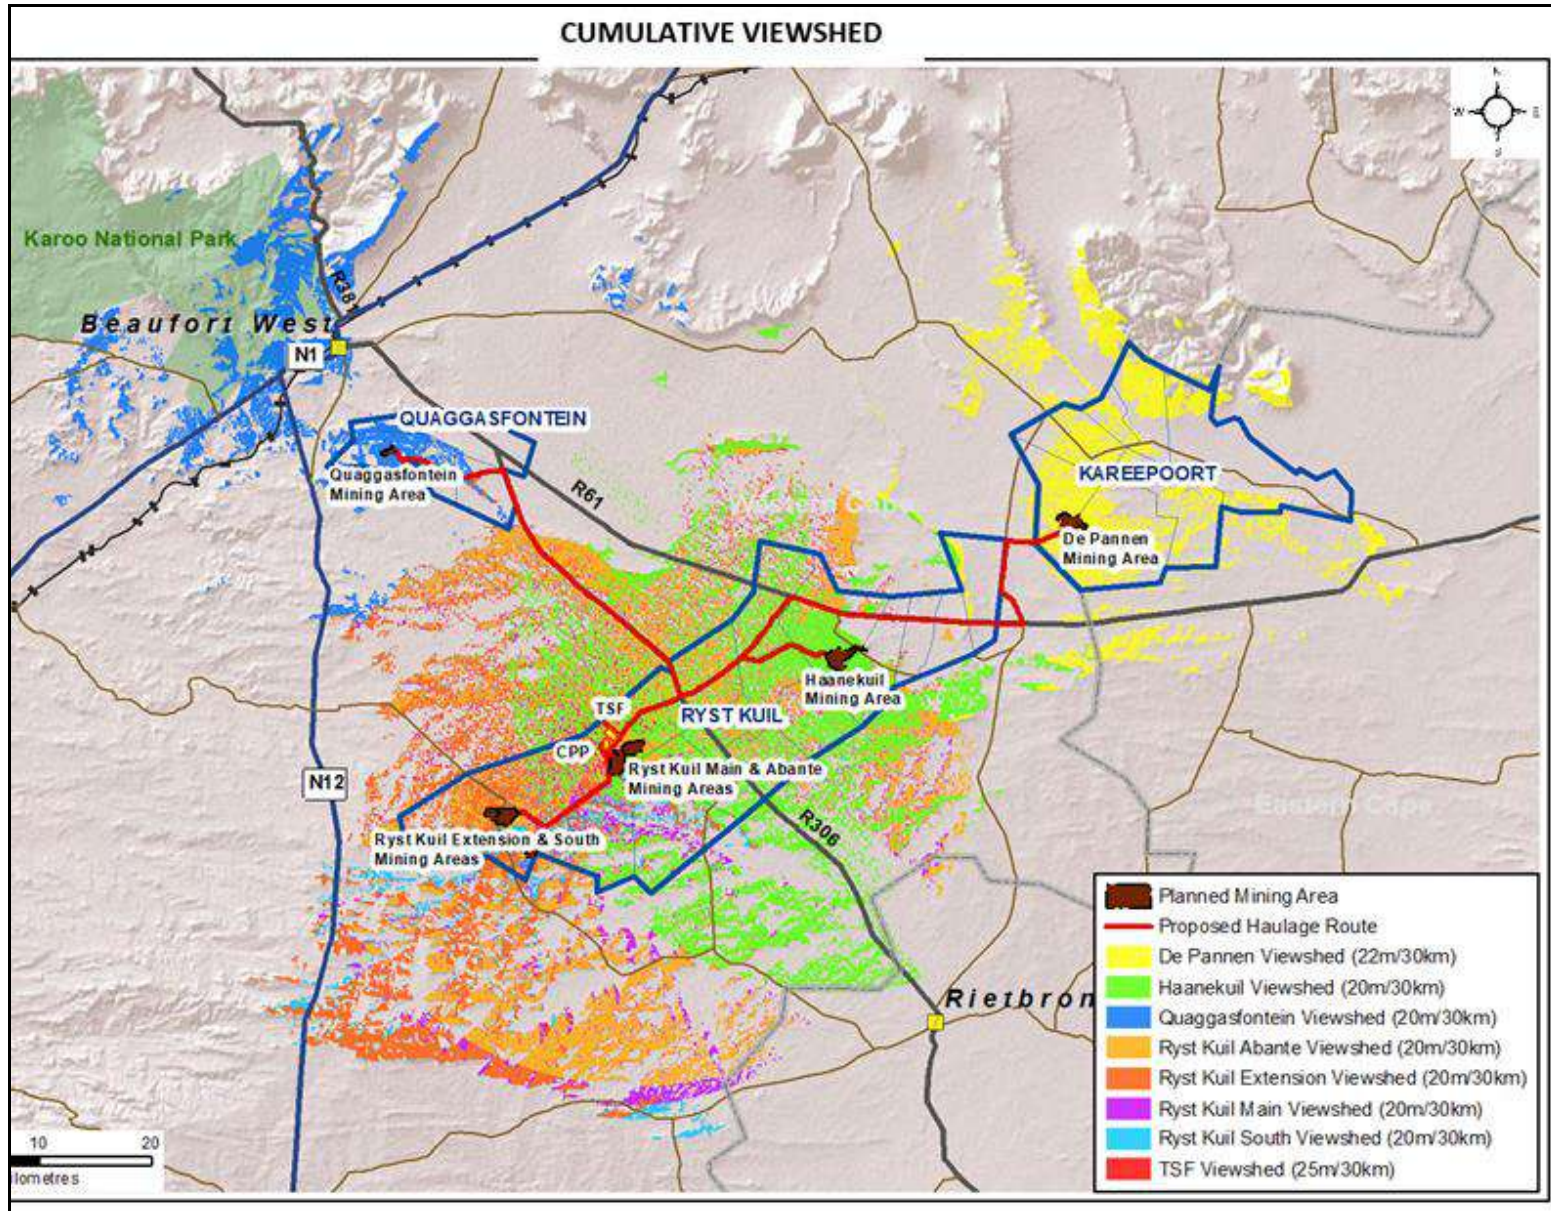 CUMULATIVE VIEWSHED
Karoo National Park
R381
Beaufort West
N1
QUAGGASFONTEIN
Quaggasfontein
Mining Area
R61
KAREEPOORT
De Pannen
Mining Area
Haanekuil
Mining Area
TSF
RYST KUIL
CPP
Ryst Kuil Main & Abante
Mining Areas
N12
R306
Ryst Kuil Extension & South
Mining Areas
Rietbron
Planned Mining Area
Proposed Haulage Route
De Pannen Viewshed (22m/30km)
Haanekuil Viewshed (20m/30km)
Quaggasfontein Viewshed (20m/30km)
Ryst Kuil Abante Viewshed (20m/30km)
Ryst Kuil Extension Viewshed (20m/30km)
Ryst Kuil Main Viewshed (20m/30km)
Ryst Kuil South Viewshed (20m/30km)
TSF Viewshed (25m/30km)
10 20
ilometres